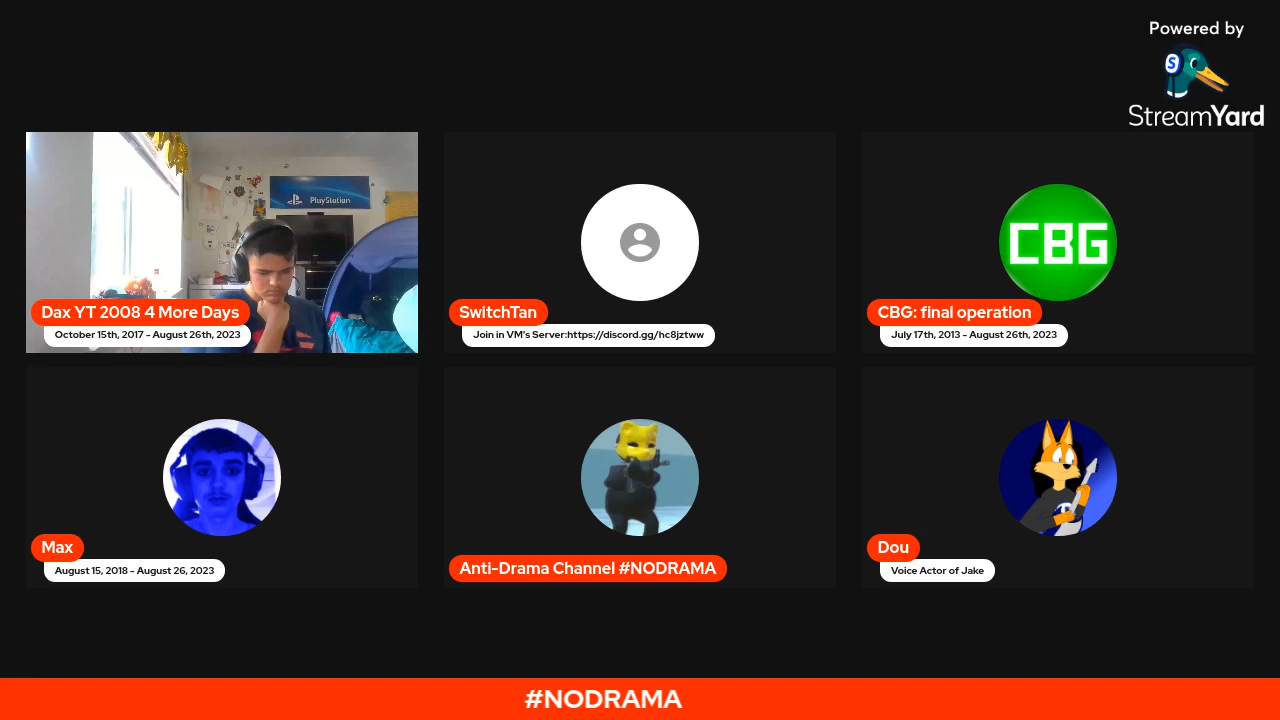 Powered by
StreamYard
PlayStation
Dax YT 2008 4 More Days
October 15th, 2017 - August 26th, 2023
SwitchTan
Join in VM's Server:https://discord.gg/hc8jztww
CBG
CBG: final operation
July 17th, 2013 - August 26th, 2023
Max
August 15, 2018 - August 26, 2023
Anti-Drama Channel #NODRAMA
Dou
Voice Actor of Jake
#NODRAMA